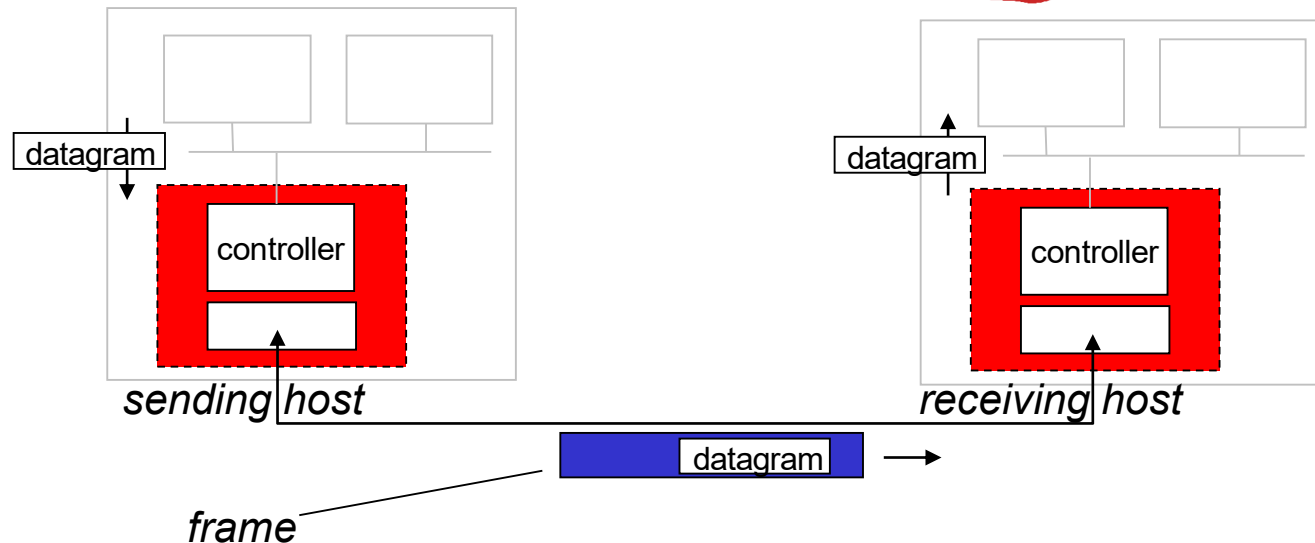 datagram
datagram
controller
controller
sending host
receiving host
datagram
frame